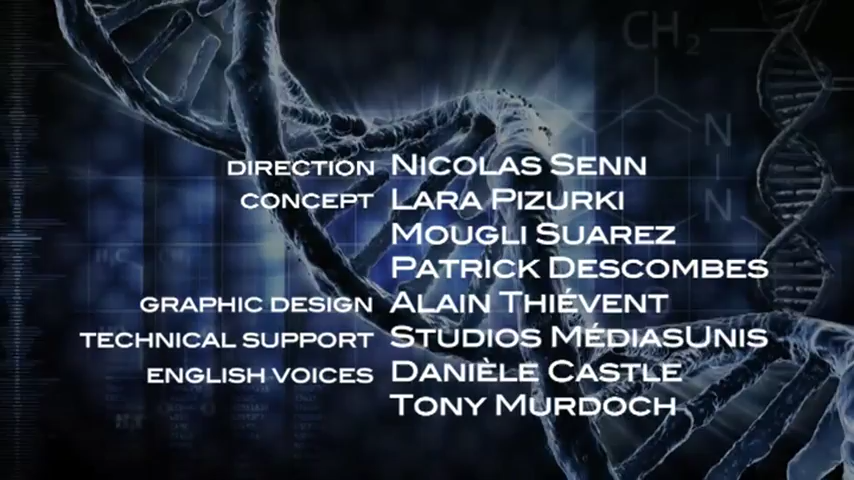 CH₂
N
DIRECTION NICOLAS SENN
CONCEPT LARA PIZURKI
N
MOUGLI SUAREZ
PATRICK DESCOMBES
GRAPHIC DESIGN ALAIN THIÉVENT
TECHNICAL SUPPORT STUDIOS MÉDIASUNIS
ENGLISH VOICES DANIÈLE CASTLE
TONY MURDOCH